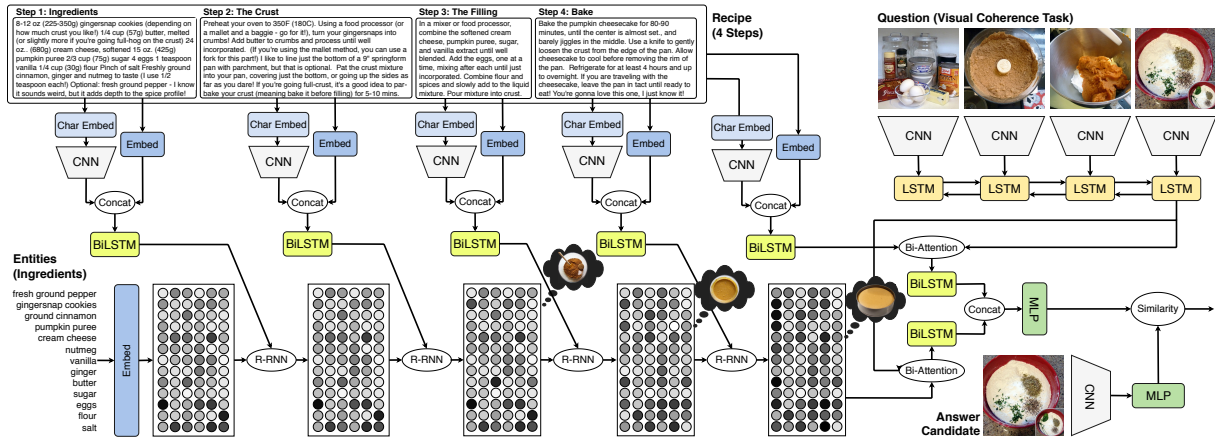 Step 1: Ingredients
8-12 oz (225-350g) gingersnap cookies (depending on
how much crust you like!) 1/4 cup (57g) butter, melted
(or slightly more if you're going full-hog on the crust) 24
oz.. (680g) cream cheese, softened 15 oz. (425g)
pumpkin puree 2/3 cup (75g) sugar 4 eggs 1 teaspoon
vanilla 1/4 cup (30g) flour Pinch of salt Freshly ground
cinnamon, ginger and nutmeg to taste (I use 1/2
teaspoon each!) Optional: fresh ground pepper - I know
it sounds weird, but it adds depth to the spice profile!
Step 2: The Crust
Preheat your oven to 350F (180C). Using a food processor (or
a mallet and a baggie - go for it!), turn your gingersnaps into
crumbs! Add butter to crumbs and process until well
incorporated. (If you're using the mallet method, you can use a
fork for this part!) I like to line just the bottom of a 9" springform
pan with parchment, but that is optional. Pat the crust
mixture into your pan, covering just the bottom, or going up the sides as
far as you dare! If you're going full-crust, it's a good idea to par-
bake your crust (meaning bake it before filling) for 5-10 mins.
Step 3: The Filling
In a mixer or food processor,
combine the softened cream
cheese, pumpkin puree, sugar,
and vanilla extract until well
blended. Add the eggs, one at a
time, mixing after each until just
incorporated. Combine flour and
spices and slowly add to the liquid
mixture. Pour mixture into crust.
Step 4: Bake
Bake the pumpkin cheesecake for 80-90
minutes, until the center is almost set, and
barely jiggles in the middle. Use a knife to gently
loosen the crust from the edge of the pan. Allow
cheesecake to cool before removing the rim of the
pan. Refrigerate for at least 4 hours and up to
overnight. If you are traveling with the
cheesecake, leave the pan in tact until ready to
eat! You're gonna love this one, I just know it!
Recipe
(4 Steps)
Question (Visual Coherence Task)
Char Embed
Embed
CNN
Concat
BiLSTM
Char Embed
Embed
CNN
Concat
BiLSTM
Char Embed
Embed
CNN
Concat
BiLSTM
Char Embed
Embed
CNN
Concat
BiLSTM
Char Embed
Embed
CNN
Concat
BiLSTM
CNN
CNN
CNN
CNN
LSTM
LSTM
LSTM
LSTM
Entities
(Ingredients)
fresh ground pepper
gingersnap cookies
ground cinnamon
pumpkin puree
cream cheese
nutmeg
vanilla
ginger
butter
sugar
eggs
flour
salt
Embed
R-RNN
R-RNN
R-RNN
R-RNN
Bi-Attention
BiLSTM
Concat
MLP
Similarity
BiLSTM
Bi-Attention
CNN
MLP
Answer
Candidate